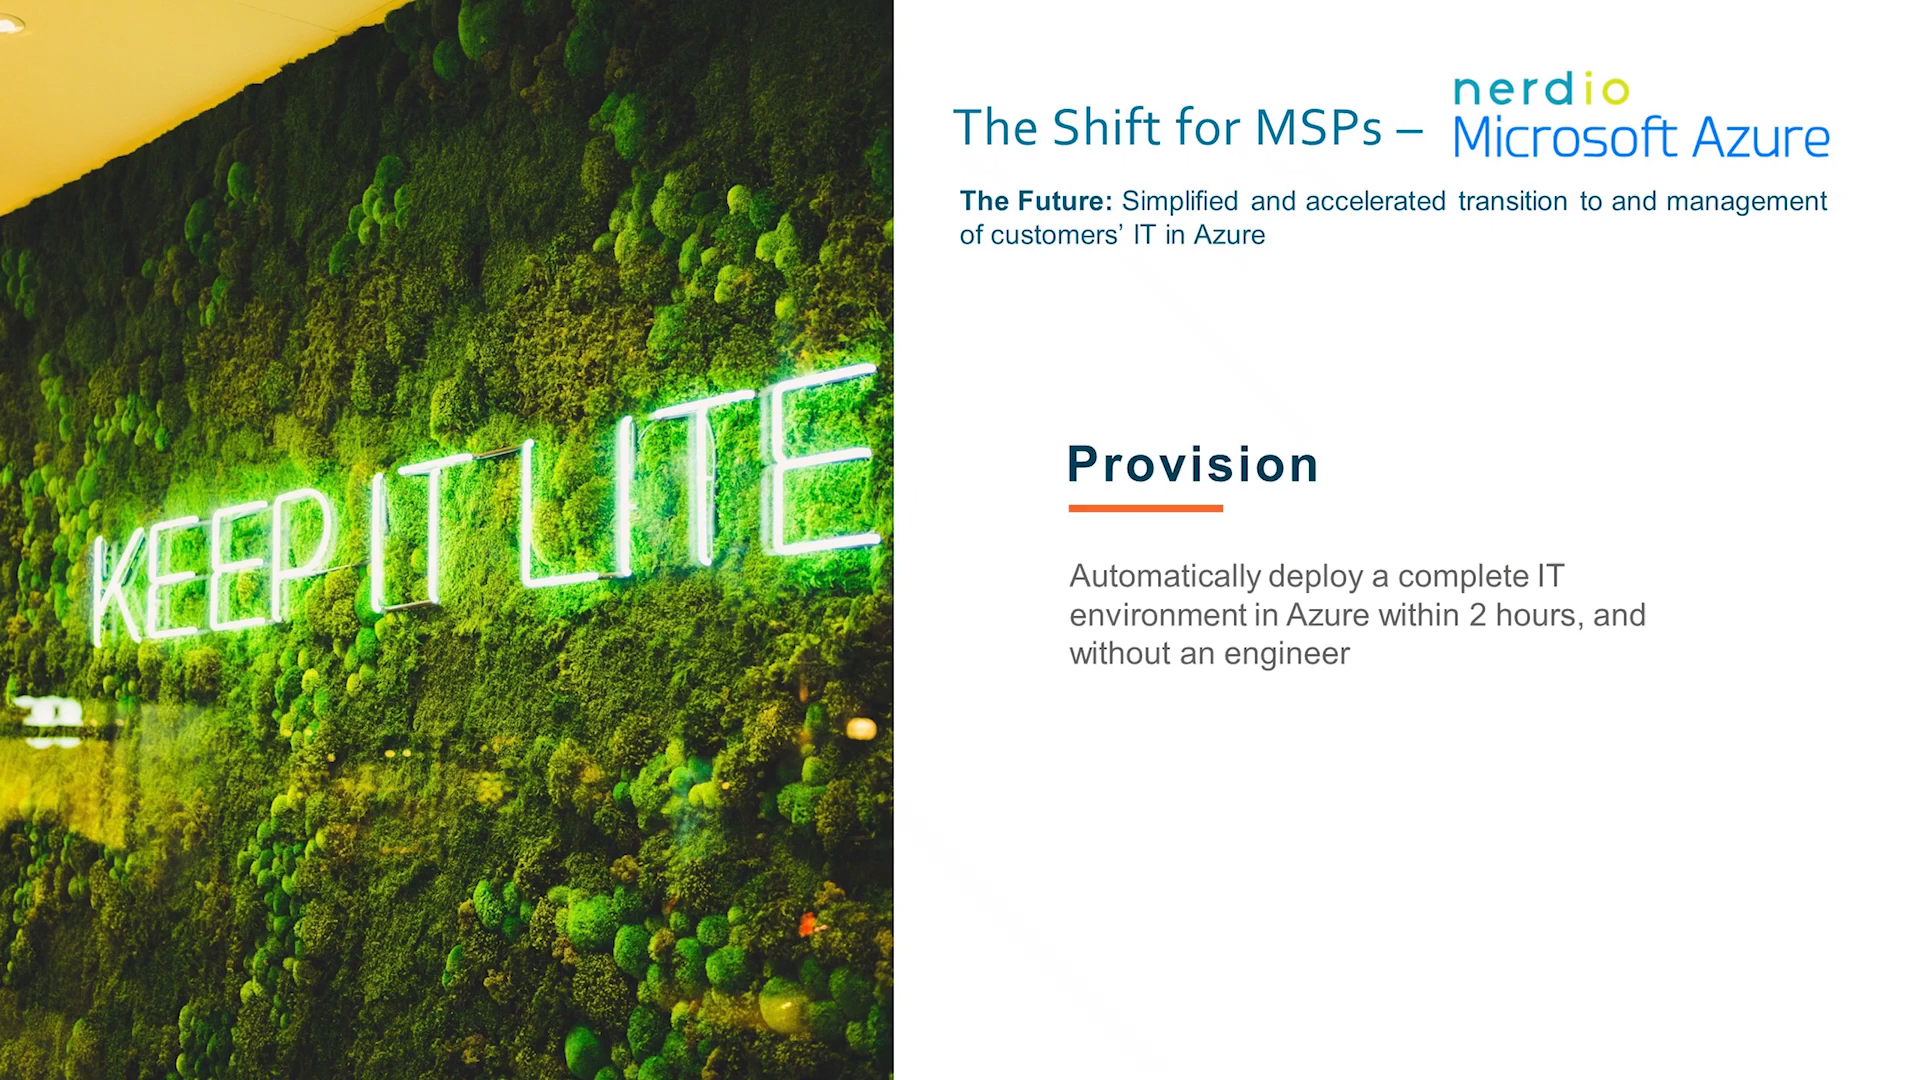 KEEP IT LITE
The Shift for MSPs –
nerdio
Microsoft Azure
The Future: Simplified and accelerated transition to and management
of customers’ IT in Azure
Provision
Automatically deploy a complete IT
environment in Azure within 2 hours, and
without an engineer